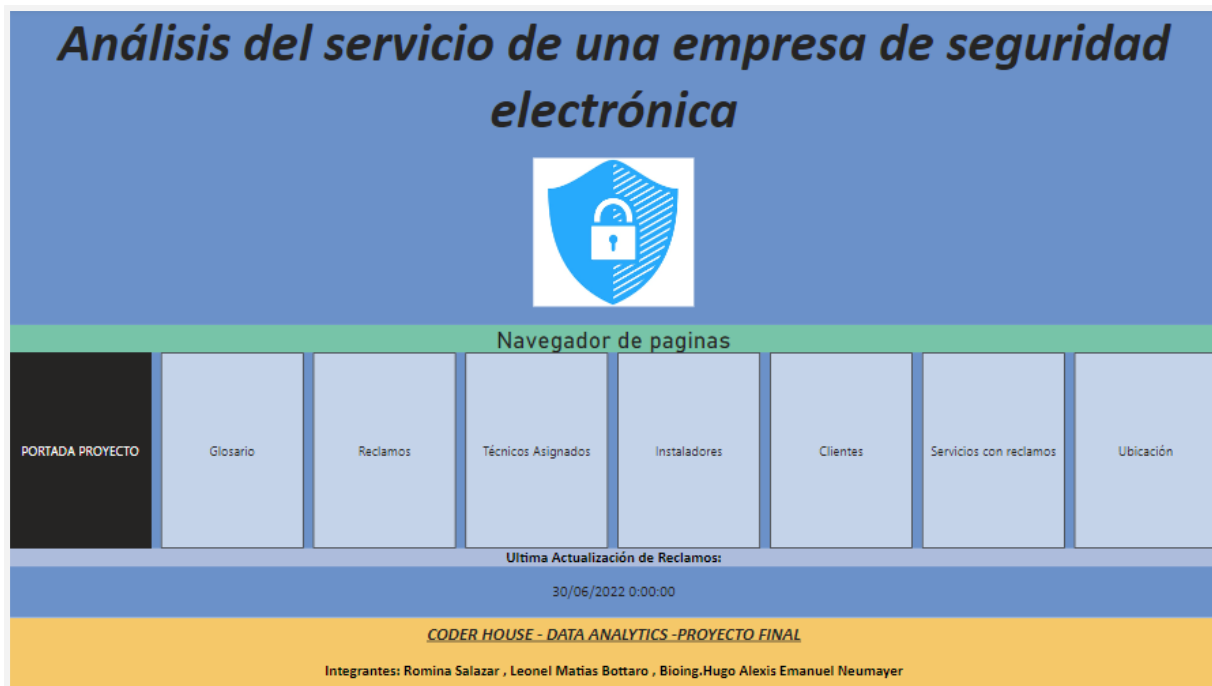 Análisis del servicio de una empresa de seguridad
electrónica
Navegador de paginas
PORTADA PROYECTO
Glosario
Reclamos
Técnicos Asignados
Instaladores
Clientes
Servicios con reclamos
Ubicación
Ultima Actualización de Reclamos:
30/06/2022 0:00:00
CODER HOUSE - DATA ANALYTICS -PROYECTO FINAL
Integrantes: Romina Salazar , Leonel Matias Bottaro , Bioing.Hugo Alexis Emanuel Neumayer